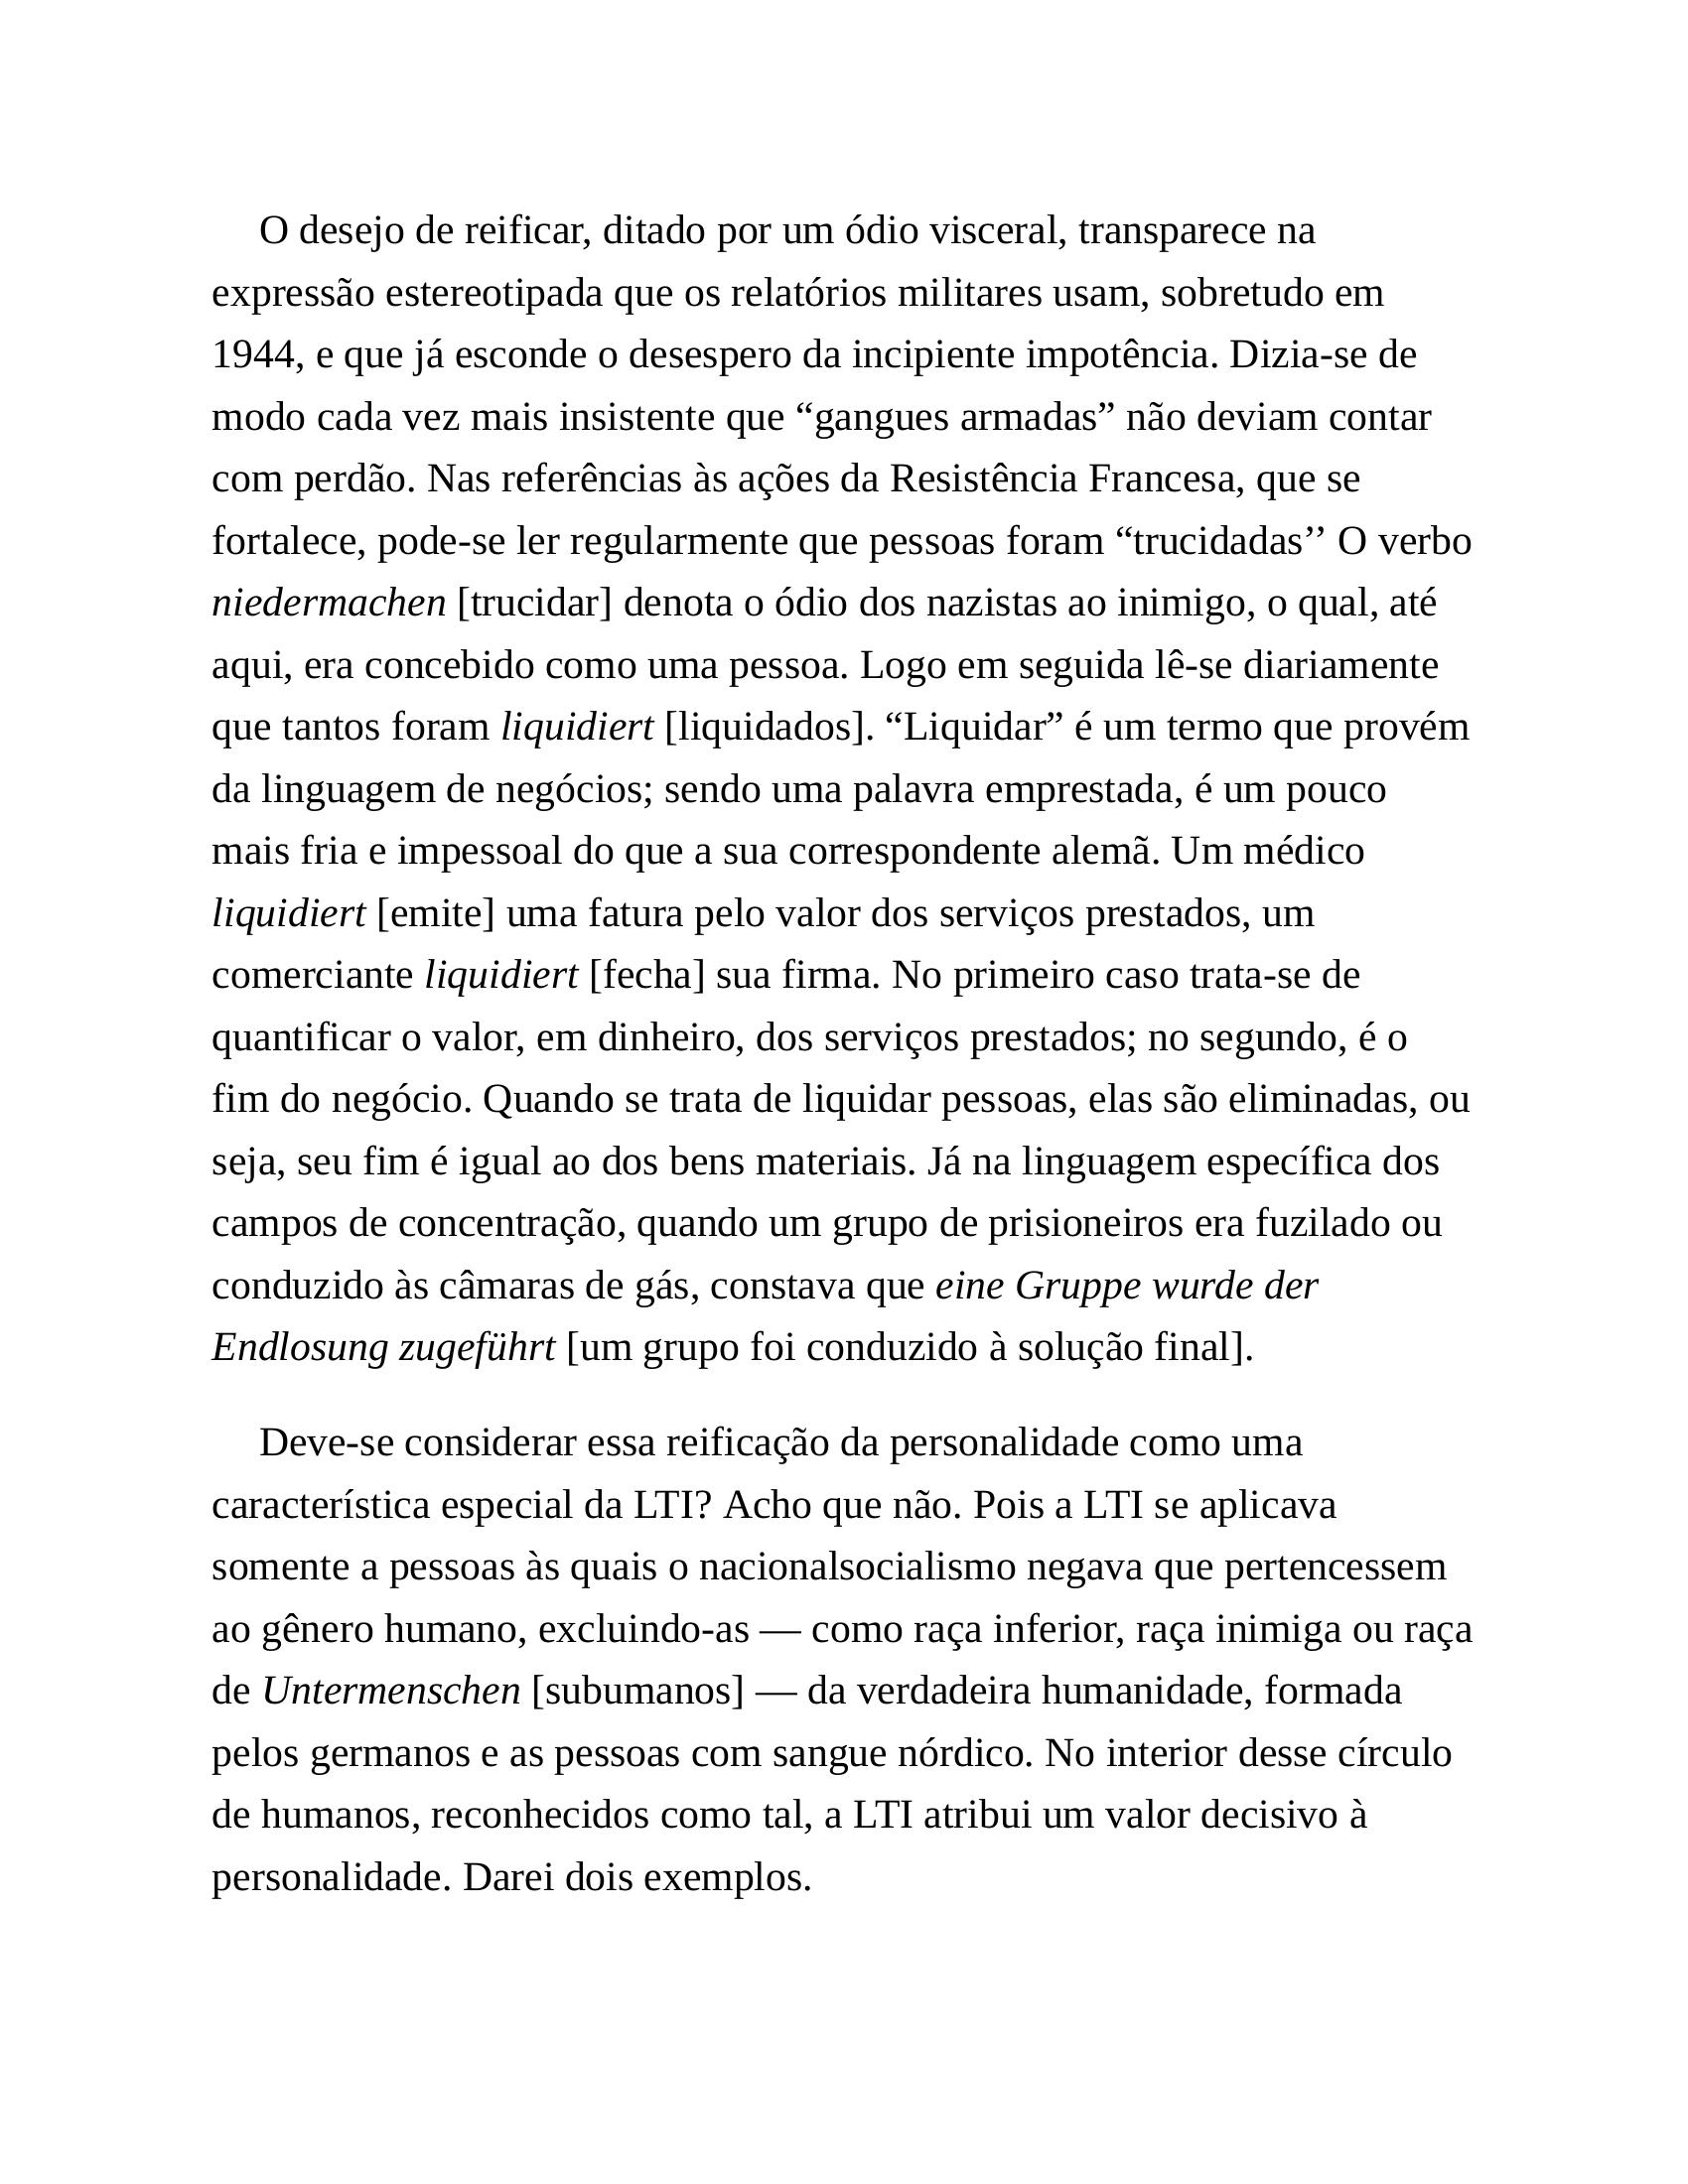 O desejo de reificar, ditado por um ódio visceral, transparece na
expressão estereotipada que os relatórios militares usam, sobretudo em
1944, e que já esconde o desespero da incipiente impotência. Dizia-se de
modo cada vez mais insistente que “gangues armadas” não deviam contar
com perdão. Nas referências às ações da Resistência Francesa, que se
fortalece, pode-se ler regularmente que pessoas foram “trucidadas’’ O verbo
niedermachen [trucidar] denota o ódio dos nazistas ao inimigo, o qual, até
aqui, era concebido como uma pessoa. Logo em seguida lê-se diariamente
que tantos foram liquidiert [liquidados]. “Liquidar” é um termo que provém
da linguagem de negócios; sendo uma palavra emprestada, é um pouco
mais fria e impessoal do que a sua correspondente alemã. Um médico
liquidiert [emite] uma fatura pelo valor dos serviços prestados, um
comerciante liquidiert [fecha] sua firma. No primeiro caso trata-se de
quantificar o valor, em dinheiro, dos serviços prestados; no segundo, é o
fim do negócio. Quando se trata de liquidar pessoas, elas são eliminadas, ou
seja, seu fim é igual ao dos bens materiais. Já na linguagem específica dos
campos de concentração, quando um grupo de prisioneiros era fuzilado ou
conduzido às câmaras de gás, constava que eine Gruppe wurde der
Endlosung zugeführt [um grupo foi conduzido à solução final].
Deve-se considerar essa reificação da personalidade como uma
característica especial da LTI? Acho que não. Pois a LTI se aplicava
somente a pessoas às quais o nacionalsocialismo negava que pertencessem
ao gênero humano, excluindo-as — como raça inferior, raça inimiga ou raça
de Untermenschen [subumanos] — da verdadeira humanidade, formada
pelos germanos e as pessoas com sangue nórdico. No interior desse círculo
de humanos, reconhecidos como tal, a LTI atribui um valor decisivo à
personalidade. Darei dois exemplos.